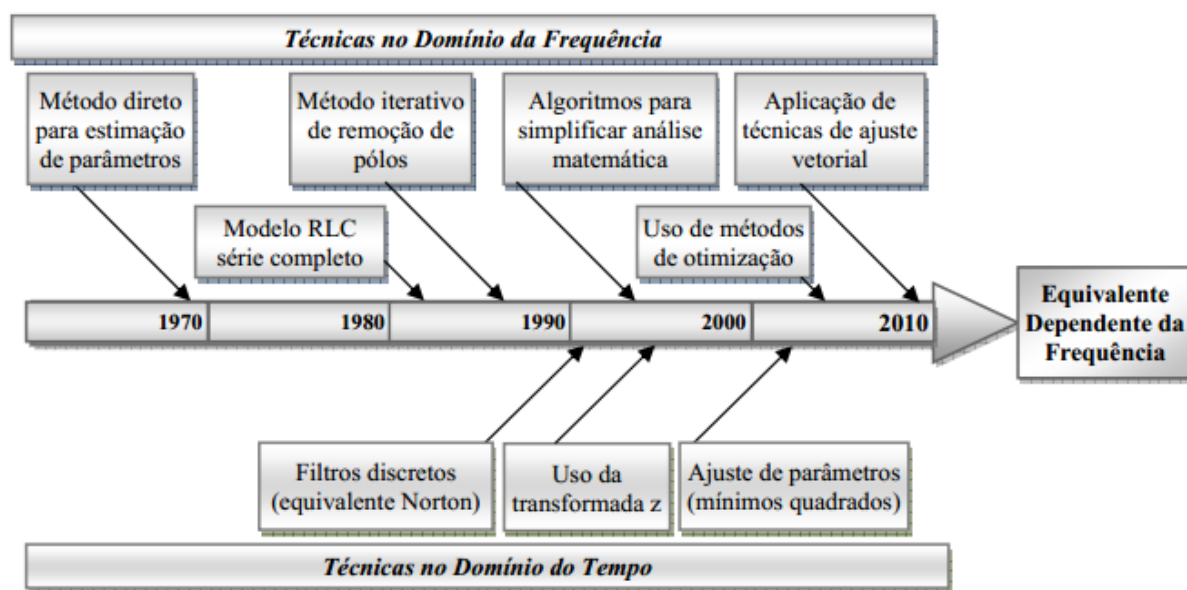 Técnicas no Domínio da Frequência
Método direto
para estimação
de parâmetros
Método iterativo
de remoção de
pólos
Algoritmos para
simplificar análise
matemática
Aplicação de
técnicas de ajuste
vetorial
Modelo RLC
série completo
Uso de métodos
de otimização
1970
1980
1990
2000
2010
Equivalente
Dependente da
Frequência
Filtros discretos
(equivalente Norton)
Uso da
transformada z
Ajuste de parâmetros
(mínimos quadrados)
Técnicas no Domínio do Tempo